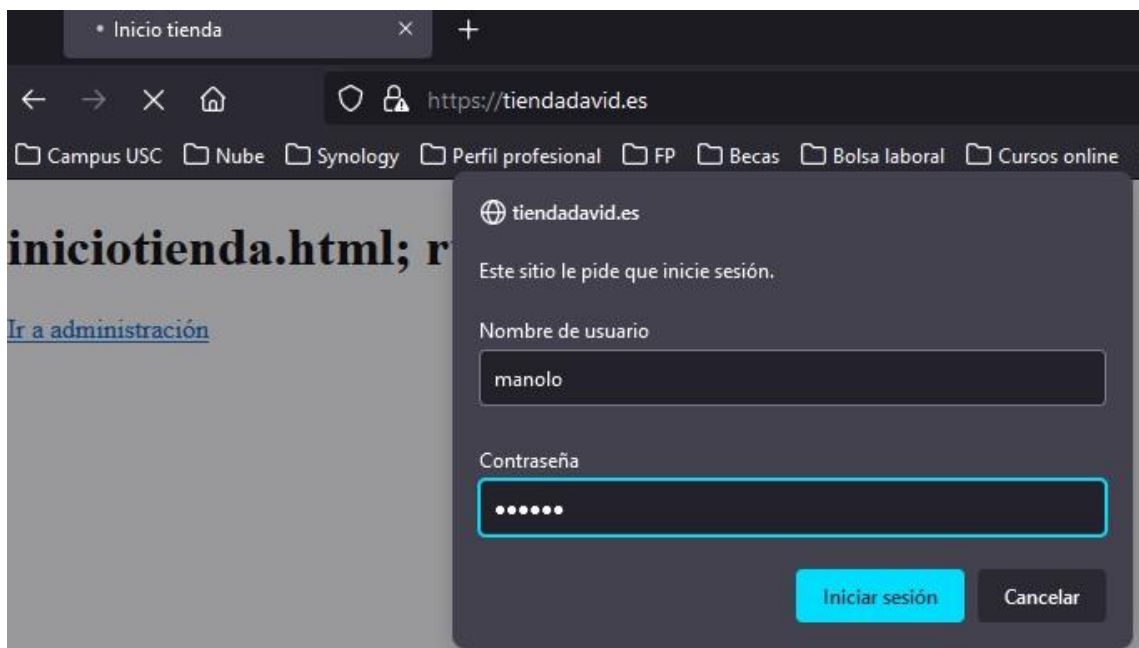 Inicio tienda
https://tiendadavid.es
Campus USC Nube Synology Perfil profesional FP Becas Bolsa laboral Cursos online
tiendadavid.es
iniciotienda.html; r
Este sitio le pide que inicie sesión.
Ir a administración
Nombre de usuario
manolo
Contraseña
Iniciar sesión Cancelar